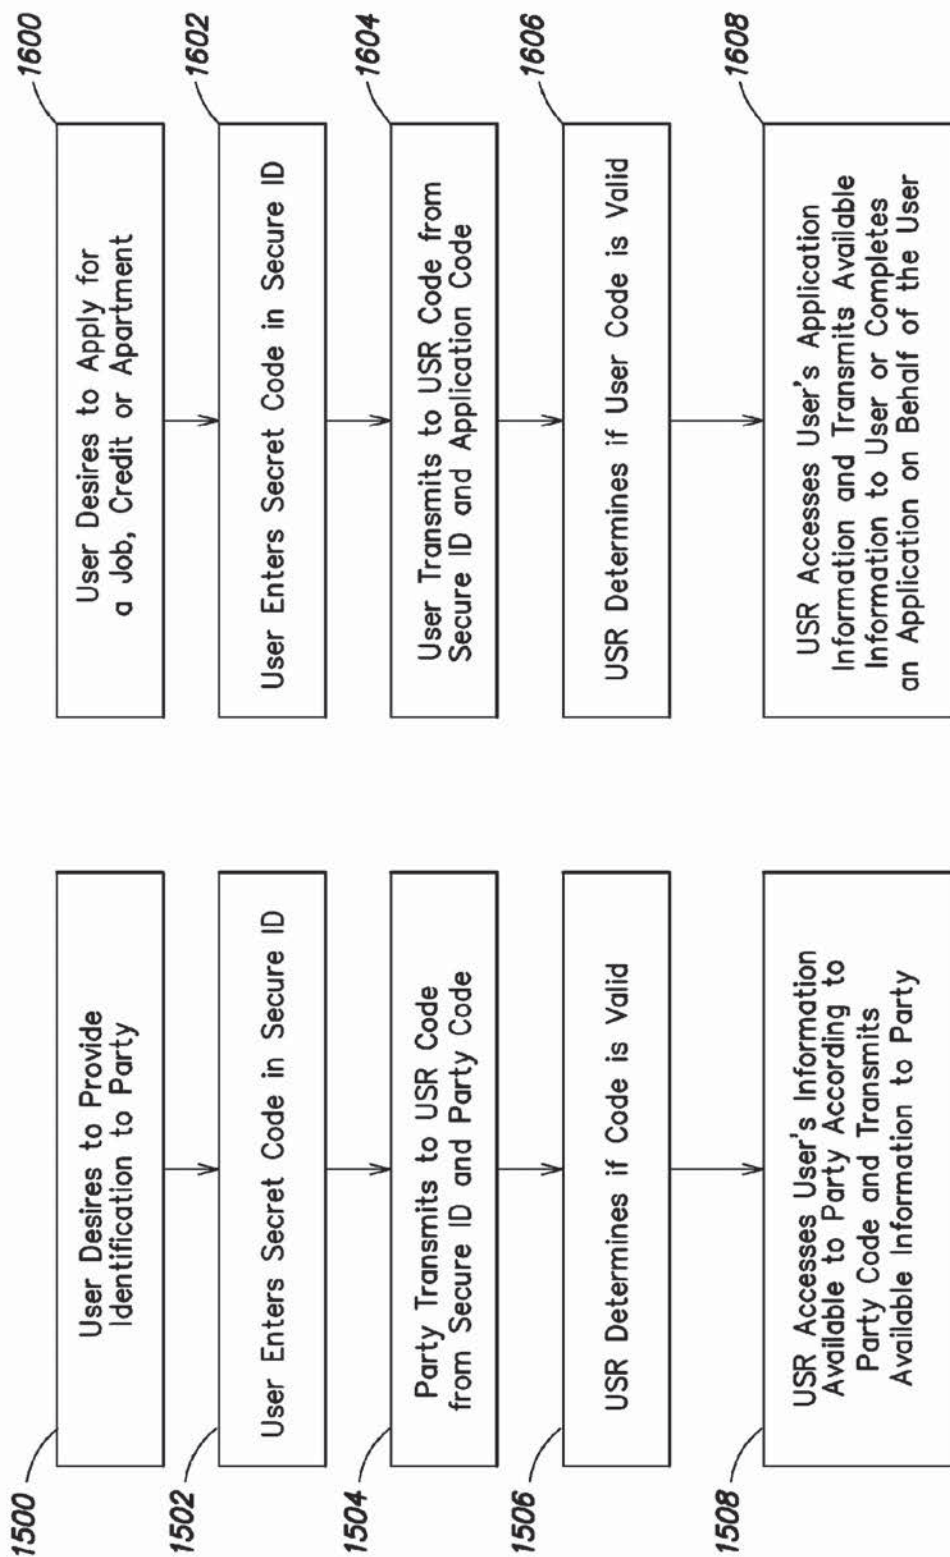 1500
User Desires to Provide
Identification to Party
1502
User Enters Secret Code in Secure ID
1504
Party Transmits to USR Code
from Secure ID and Party Code
1506
USR Determines if Code is Valid
1508
USR Accesses User's Information
Available to Party According to
Party Code and Transmits
Available Information to Party
1600
User Desires to Apply for
a Job, Credit or Apartment
1602
User Enters Secret Code in Secure ID
1604
User Transmits to USR Code from
Secure ID and Application Code
1606
USR Determines if User Code is Valid
1608
USR Accesses User's Application
Information and Transmits Available
Information to User or Completes
an Application on Behalf of the User